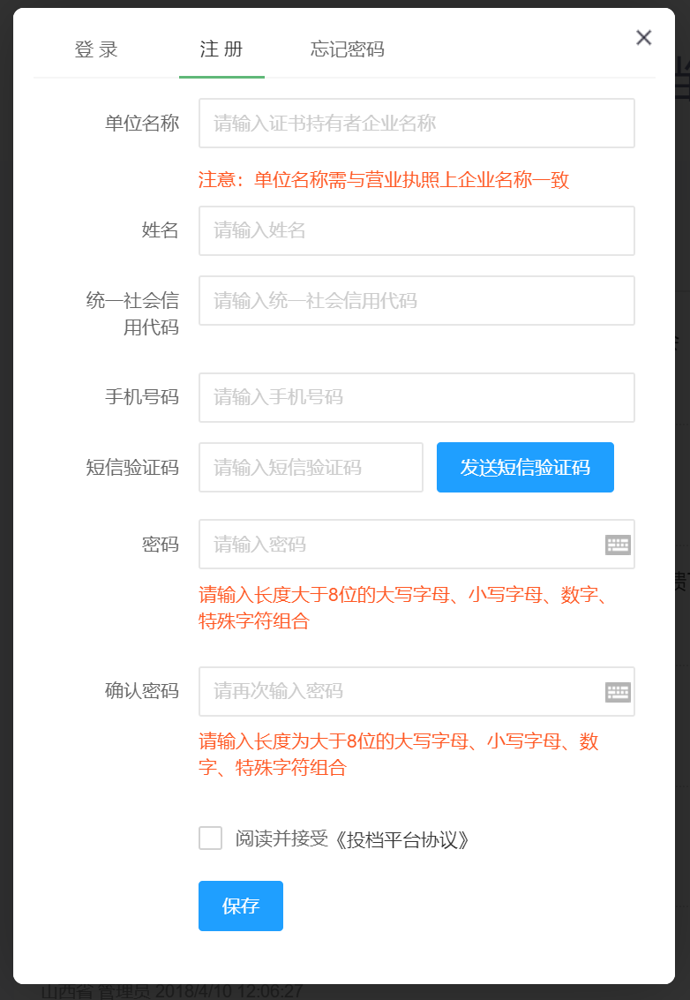 登 录
注 册
忘记密码
单位名称
请输入证书持有者企业名称
注意：单位名称需与营业执照上企业名称一致
姓名
请输入姓名
统一社会信
用代码
请输入统一社会信用代码
手机号码
请输入手机号码
短信验证码
请输入短信验证码
发送短信验证码
密码
请输入密码
请输入长度大于8位的大写字母、小写字母、数字、
特殊字符组合
确认密码
请再次输入密码
请输入长度为大于8位的大写字母、小写字母、数
字、特殊字符组合
阅读并接受《投档平台协议》
保存
山西省 管理员 2018/4/10 12:06:27